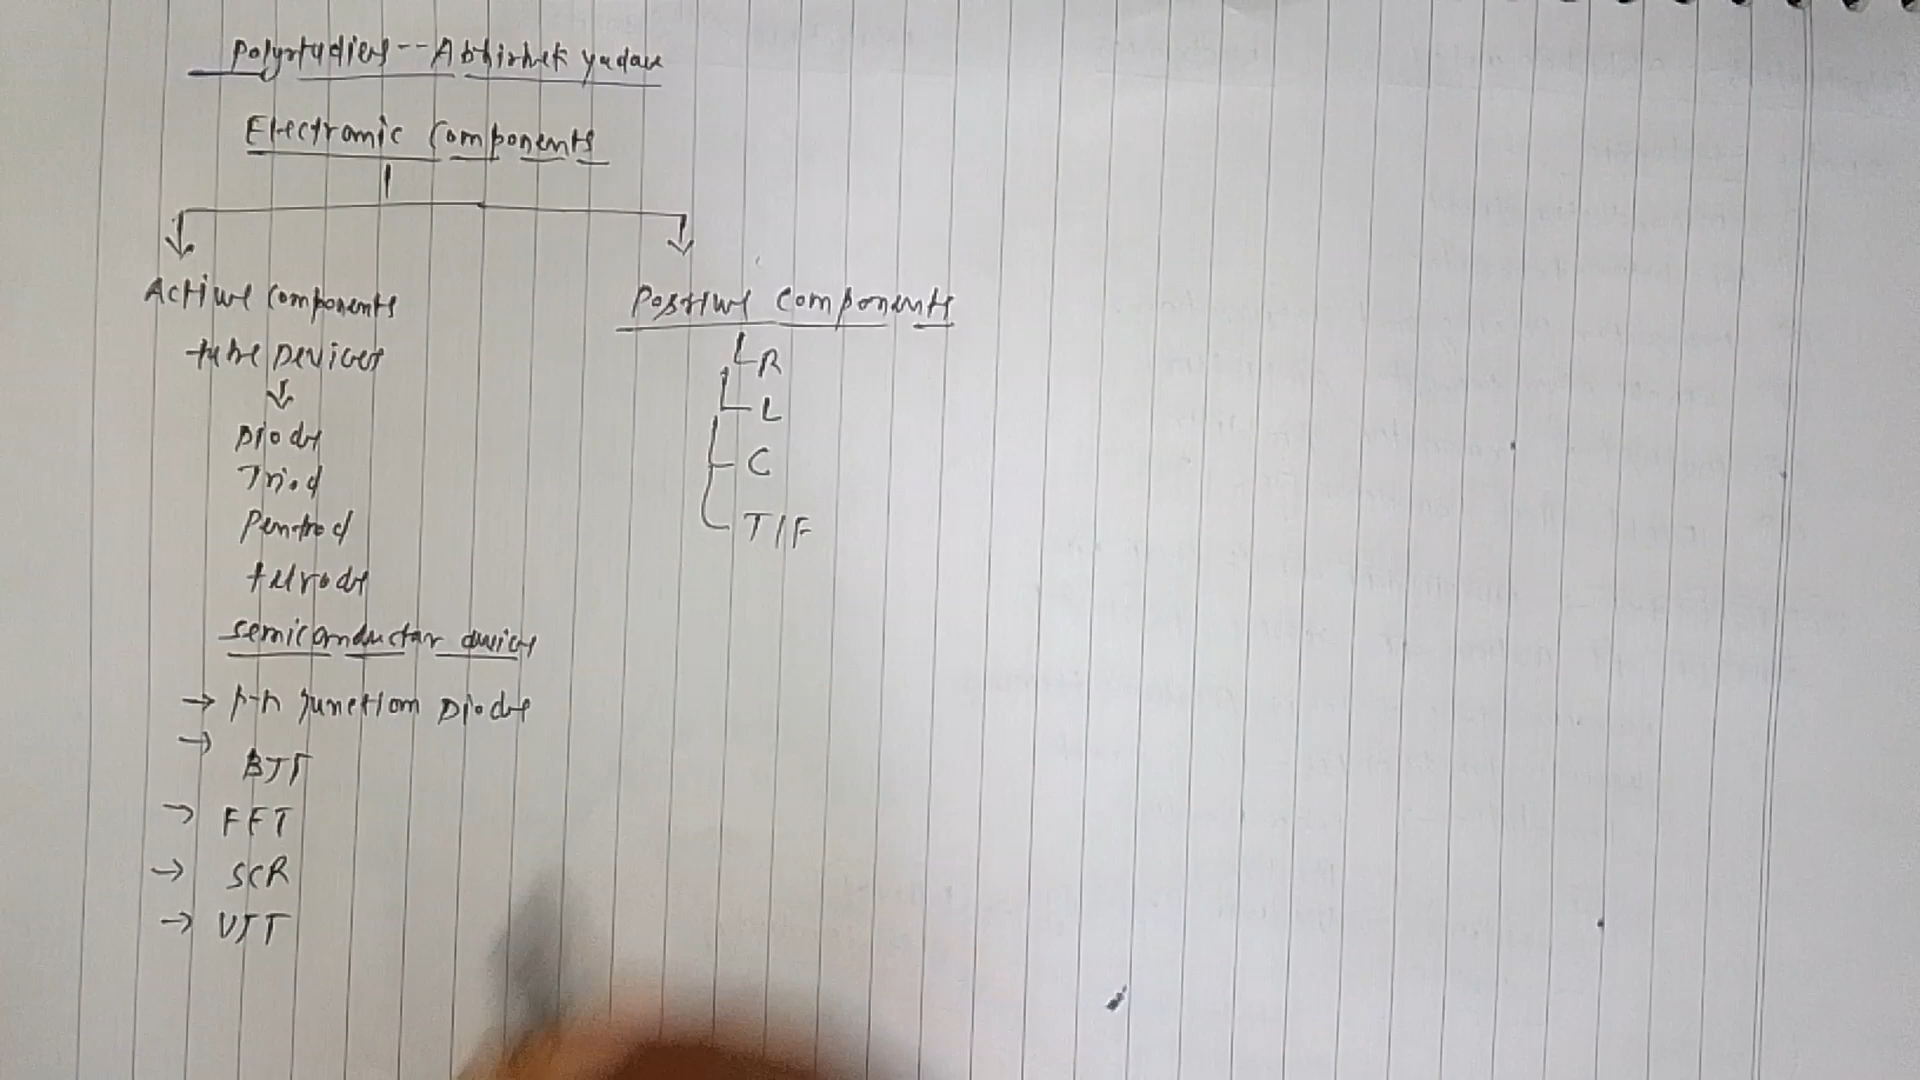 Polystudies -- Abhishek yadav
Electronic Components
Active Components
tube Devices
Diode
Triod
Pentrod
tetrode
Semiconductor devices
→ p-n junction Diode
→ BJT
→ FET
→ SCR
→ UJT
Passive Components
R
L
C
T/F